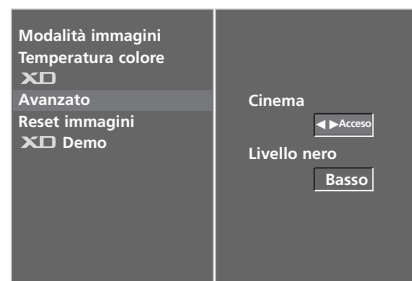 Modalità immagini
Temperatura colore
XD
Avanzato
Reset immagini
XD Demo
Cinema
◀ ▶Acceso
Livello nero
Basso